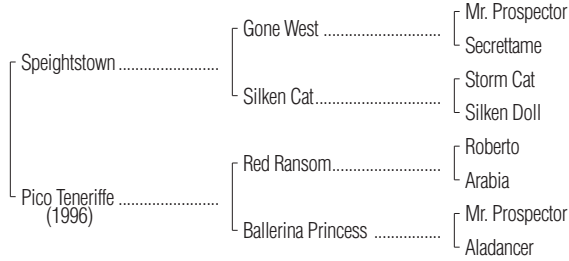 Mr. Prospector
Gone West ........................................
Secrettame
Speightstown ..................................
Storm Cat
Silken Cat...........................................
Silken Doll
Roberto
Red Ransom.....................................
Arabia
Pico Teneriffe ..................................
(1996)
Mr. Prospector
Ballerina Princess .......................
Aladancer